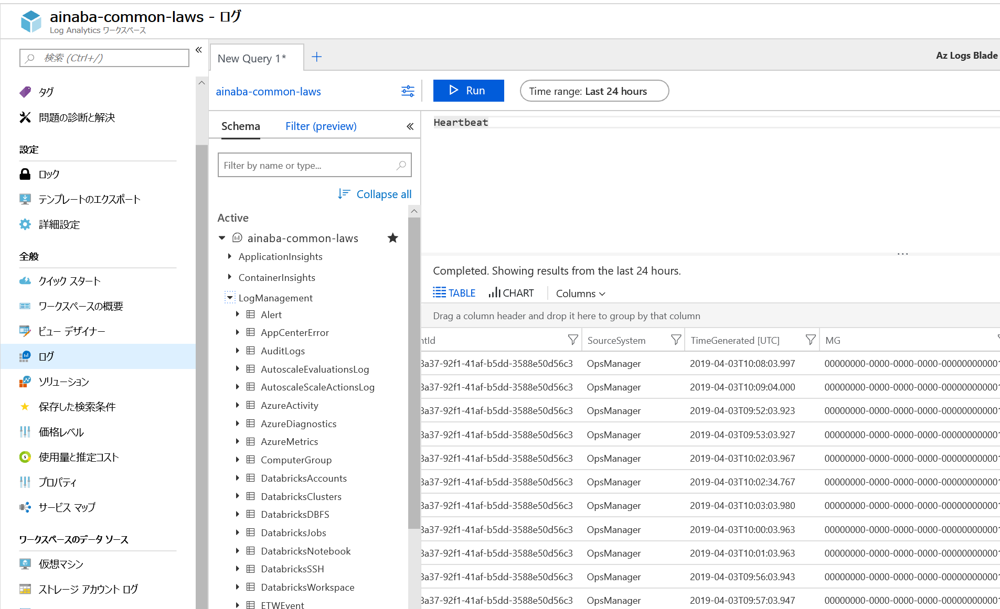 ainaba-common-laws - ログ
Log Analytics ワークスペース
検索 (Ctrl+/)
タグ
問題の診断と解決
設定
ロック
テンプレートのエクスポート
詳細設定
全般
クイック スタート
ワークスペースの概要
ビュー デザイナー
ログ
ソリューション
保存した検索条件
価格レベル
使用量と推定コスト
プロパティ
サービス マップ
ワークスペースのデータ ソース
仮想マシン
ストレージ アカウント ログ
New Query 1*
Az Logs Blade
ainaba-common-laws
Run
Time range: Last 24 hours
Schema
Filter (preview)
Filter by name or type...
Collapse all
Active
ainaba-common-laws
ApplicationInsights
ContainerInsights
LogManagement
Alert
AppCenterError
AuditLogs
AutoscaleEvaluationsLog
AutoscaleScaleActionsLog
AzureActivity
AzureDiagnostics
AzureMetrics
ComputerGroup
DatabricksAccounts
DatabricksClusters
DatabricksDBFS
DatabricksJobs
DatabricksNotebook
DatabricksSSH
DatabricksWorkspace
ETWEvent
Heartbeat
Completed. Showing results from the last 24 hours.
TABLE CHART Columns
Drag a column header and drop it here to group by that column
ntId SourceSystem TimeGenerated [UTC] MG
3a37-92f1-41af-b5dd-3588e50d56c3 OpsManager 2019-04-03T10:08:03.997 00000000-0000-0000-0000-000000000001
3a37-92f1-41af-b5dd-3588e50d56c3 OpsManager 2019-04-03T10:09:04.000 00000000-0000-0000-0000-000000000001
3a37-92f1-41af-b5dd-3588e50d56c3 OpsManager 2019-04-03T09:52:03.923 00000000-0000-0000-0000-000000000001
3a37-92f1-41af-b5dd-3588e50d56c3 OpsManager 2019-04-03T09:53:03.927 00000000-0000-0000-0000-000000000001
3a37-92f1-41af-b5dd-3588e50d56c3 OpsManager 2019-04-03T10:02:03.967 00000000-0000-0000-0000-000000000001
3a37-92f1-41af-b5dd-3588e50d56c3 OpsManager 2019-04-03T10:02:34.767 00000000-0000-0000-0000-000000000001
3a37-92f1-41af-b5dd-3588e50d56c3 OpsManager 2019-04-03T10:03:03.980 00000000-0000-0000-0000-000000000001
3a37-92f1-41af-b5dd-3588e50d56c3 OpsManager 2019-04-03T10:00:03.963 00000000-0000-0000-0000-000000000001
3a37-92f1-41af-b5dd-3588e50d56c3 OpsManager 2019-04-03T10:01:03.963 00000000-0000-0000-0000-000000000001
3a37-92f1-41af-b5dd-3588e50d56c3 OpsManager 2019-04-03T09:56:03.943 00000000-0000-0000-0000-000000000001
3a37-92f1-41af-b5dd-3588e50d56c3 OpsManager 2019-04-03T09:57:03.947 00000000-0000-0000-0000-000000000001